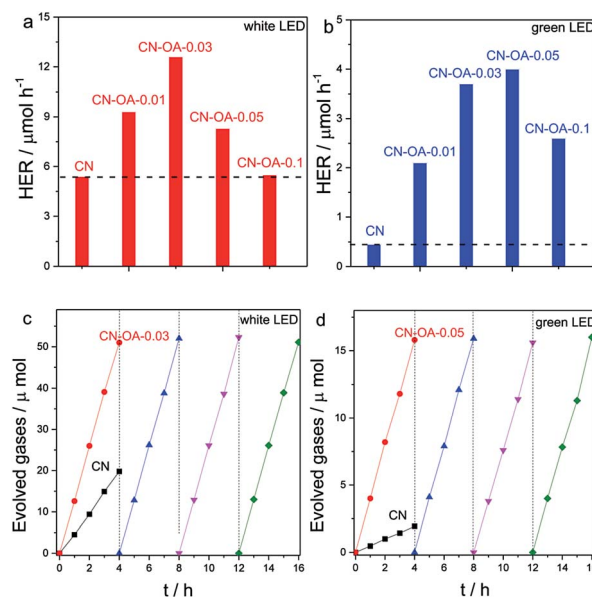 a
white LED
15
12
9
6
3
0
HER / μmol h⁻¹
CN
CN-OA-0.01
CN-OA-0.03
CN-OA-0.05
CN-OA-0.1
b
green LED
5
4
3
2
1
0
HER / μmol h⁻¹
CN
CN-OA-0.01
CN-OA-0.03
CN-OA-0.05
CN-OA-0.1
c
white LED
CN-OA-0.03
CN
50
40
30
20
10
0
Evolved gases / μ mol
0 2 4 6 8 10 12 14 16
t / h
d
green LED
CN-OA-0.05
CN
15
10
5
0
Evolved gases / μ mol
0 2 4 6 8 10 12 14 16
t / h